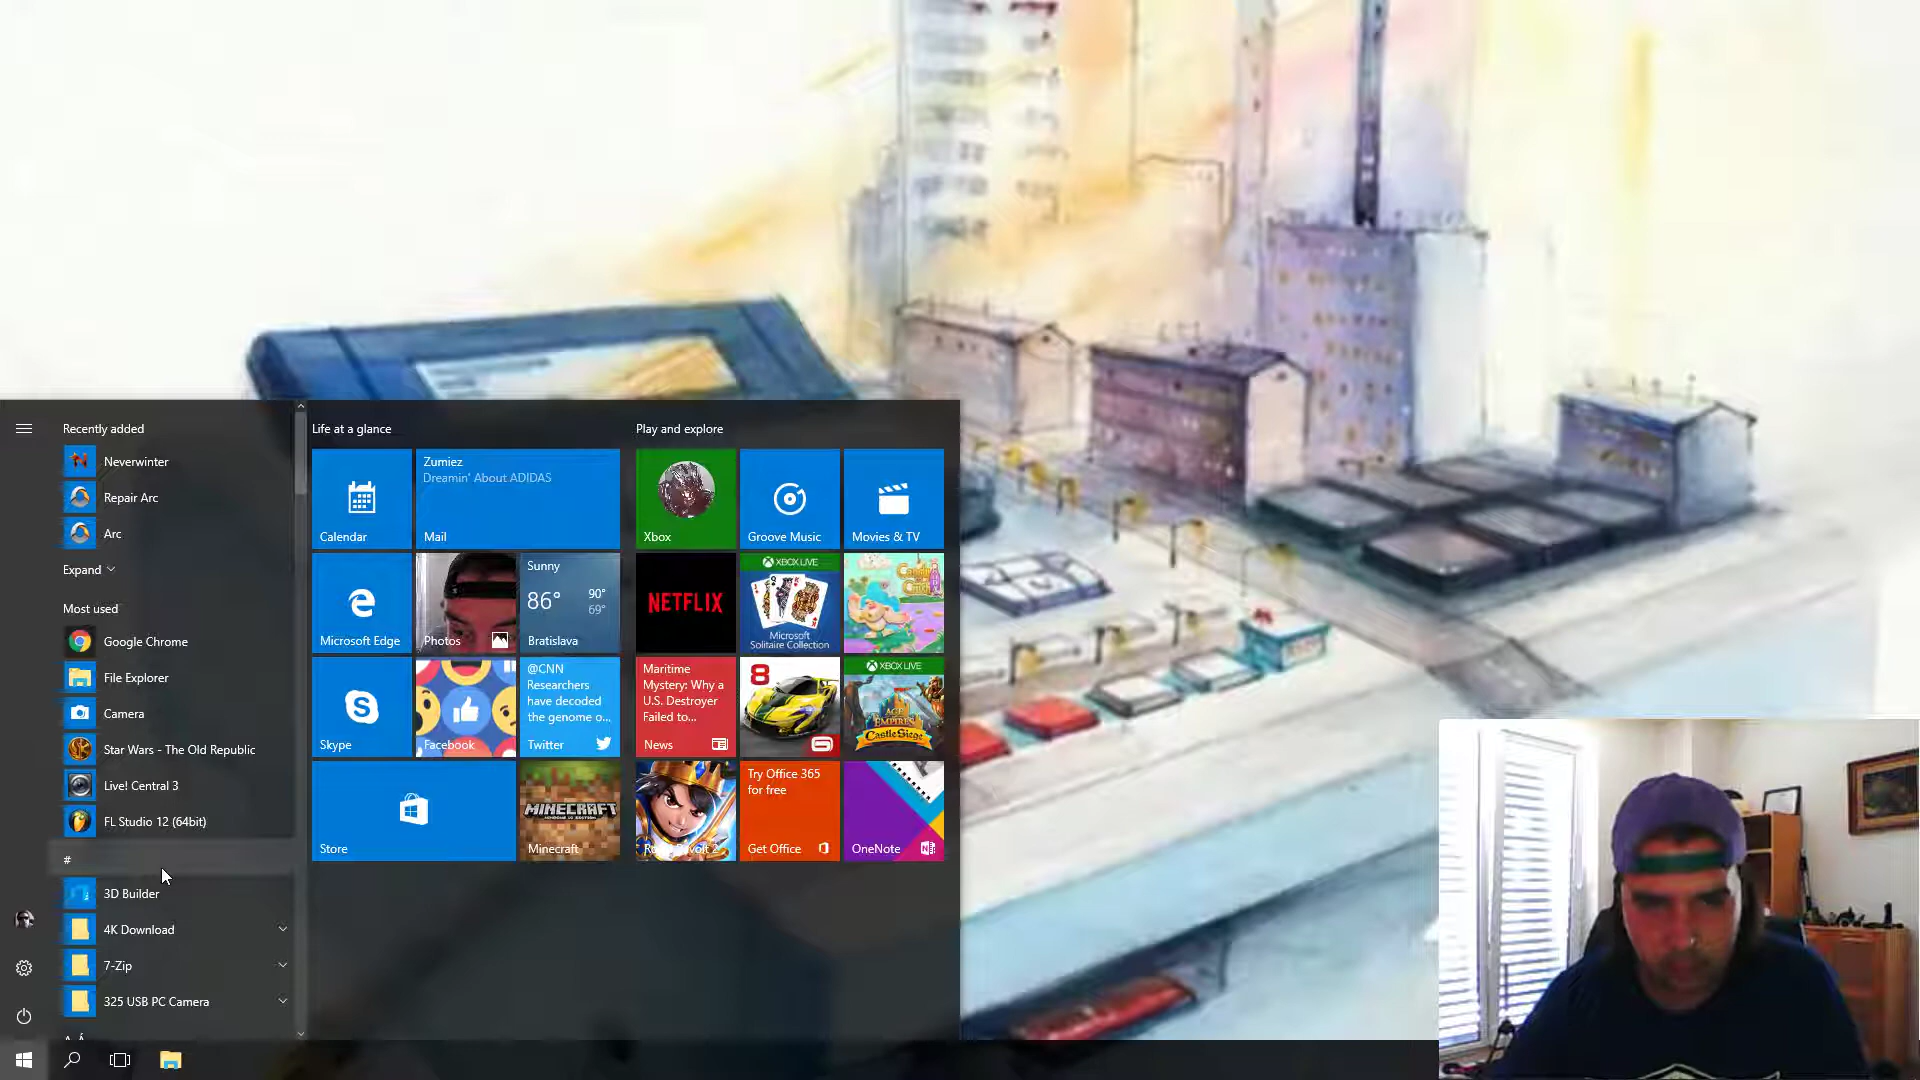 Recently added
Neverwinter
Repair Arc
Arc
Expand
Most used
Google Chrome
File Explorer
Camera
Star Wars - The Old Republic
Live! Central 3
FL Studio 12 (64bit)
#
3D Builder
4K Download
7-Zip
325 USB PC Camera
Life at a glance
Calendar
Zumiez
Dreamin' About ADIDAS
Mail
Microsoft Edge
Photos
Sunny
86°
90°
69°
Bratislava
Skype
Facebook
@CNN
Researchers
have decoded
the genome o...
Twitter
Store
MINECRAFT
Minecraft
Play and explore
Xbox
Groove Music
Movies & TV
NETFLIX
XBOX LIVE
Microsoft
Solitaire Collection
Maritime
Mystery: Why a
U.S. Destroyer
Failed to...
News
8
XBOX LIVE
AGE
OF
EMPIRES
Castle Siege
Try Office 365
for free
Get Office
OneNote